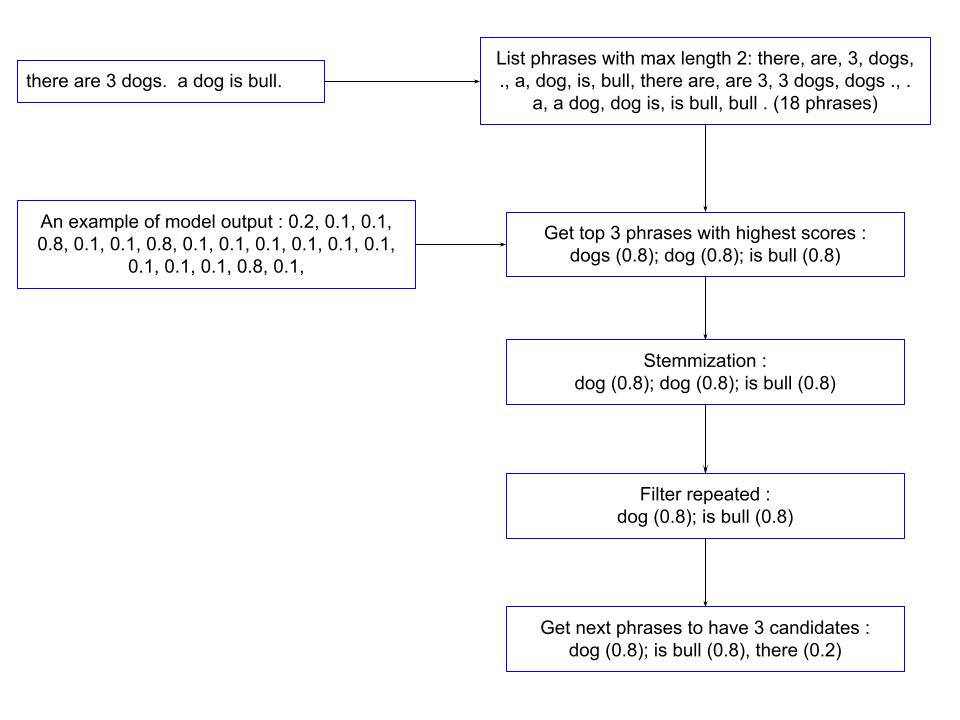 there are 3 dogs.  a dog is bull.
List phrases with max length 2: there, are, 3, dogs,
., a, dog, is, bull, there are, are 3, 3 dogs, dogs ., .
a, a dog, dog is, is bull, bull . (18 phrases)
An example of model output : 0.2, 0.1, 0.1,
0.8, 0.1, 0.1, 0.8, 0.1, 0.1, 0.1, 0.1, 0.1, 0.1,
0.1, 0.1, 0.1, 0.8, 0.1,
Get top 3 phrases with highest scores :
dogs (0.8); dog (0.8); is bull (0.8)
Stemmization :
dog (0.8); dog (0.8); is bull (0.8)
Filter repeated :
dog (0.8); is bull (0.8)
Get next phrases to have 3 candidates :
dog (0.8); is bull (0.8), there (0.2)